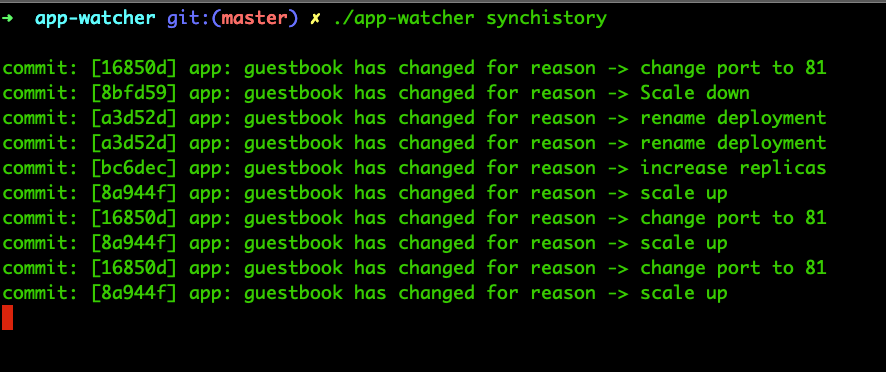 ➜ app-watcher git:(master) ✗ ./app-watcher synchistory
commit: [16850d] app: guestbook has changed for reason -> change port to 81
commit: [8bfd59] app: guestbook has changed for reason -> Scale down
commit: [a3d52d] app: guestbook has changed for reason -> rename deployment
commit: [a3d52d] app: guestbook has changed for reason -> rename deployment
commit: [bc6dec] app: guestbook has changed for reason -> increase replicas
commit: [8a944f] app: guestbook has changed for reason -> scale up
commit: [16850d] app: guestbook has changed for reason -> change port to 81
commit: [8a944f] app: guestbook has changed for reason -> scale up
commit: [16850d] app: guestbook has changed for reason -> change port to 81
commit: [8a944f] app: guestbook has changed for reason -> scale up